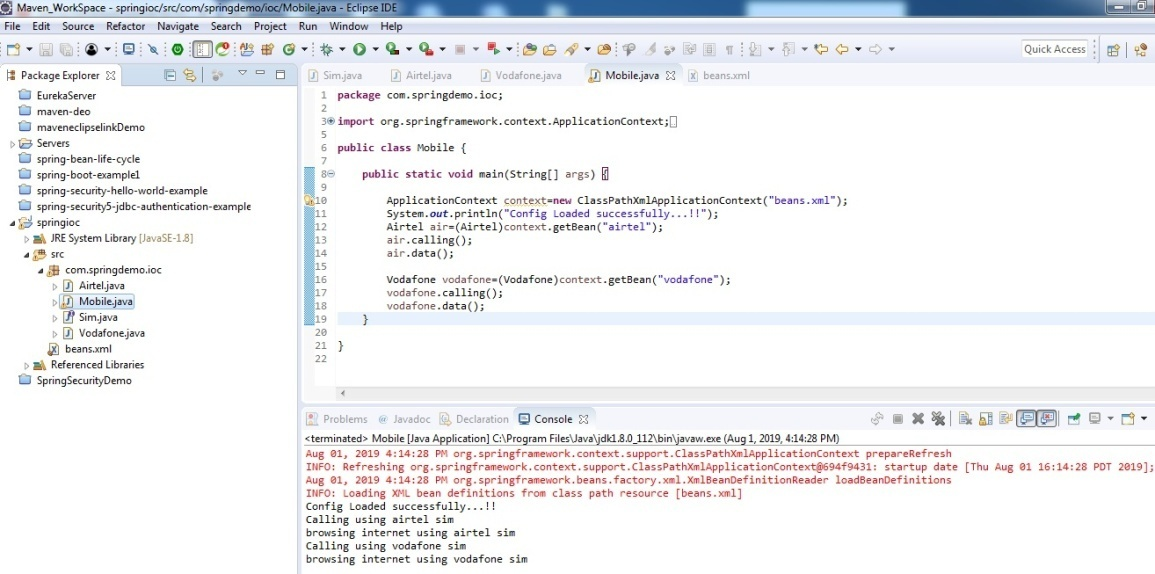 Maven_WorkSpace - springioc/src/com/springdemo/ioc/Mobile.java - Eclipse IDE
File Edit Source Refactor Navigate Search Project Run Window Help
Quick Access
Package Explorer
EurekaServer
maven-deo
maveneclipselinkDemo
Servers
spring-bean-life-cycle
spring-boot-example1
spring-security-hello-world-example
spring-security5-jdbc-authentication-example
springioc
JRE System Library [JavaSE-1.8]
src
com.springdemo.ioc
Airtel.java
Mobile.java
Sim.java
Vodafone.java
beans.xml
Referenced Libraries
SpringSecurityDemo
Sim.java Airtel.java Vodafone.java Mobile.java beans.xml
1 package com.springdemo.ioc;
2
3 import org.springframework.context.ApplicationContext;
5
6 public class Mobile {
7
8 public static void main(String[] args) {
9
10 ApplicationContext context=new ClassPathXmlApplicationContext("beans.xml");
11 System.out.println("Config Loaded successfully...!!");
12 Airtel air=(Airtel)context.getBean("airtel");
13 air.calling();
14 air.data();
15
16 Vodafone vodafone=(Vodafone)context.getBean("vodafone");
17 vodafone.calling();
18 vodafone.data();
19 }
20
21 }
22
Problems Javadoc Declaration Console
<terminated> Mobile [Java Application] C:\Program Files\Java\jdk1.8.0_112\bin\javaw.exe (Aug 1, 2019, 4:14:28 PM)
Aug 01, 2019 4:14:28 PM org.springframework.context.support.ClassPathXmlApplicationContext prepareRefresh
INFO: Refreshing org.springframework.context.support.ClassPathXmlApplicationContext@694f9431: startup date [Thu Aug 01 16:14:28 PDT 2019];
Aug 01, 2019 4:14:28 PM org.springframework.beans.factory.xml.XmlBeanDefinitionReader loadBeanDefinitions
INFO: Loading XML bean definitions from class path resource [beans.xml]
Config Loaded successfully...!!
Calling using airtel sim
browsing internet using airtel sim
Calling using vodafone sim
browsing internet using vodafone sim